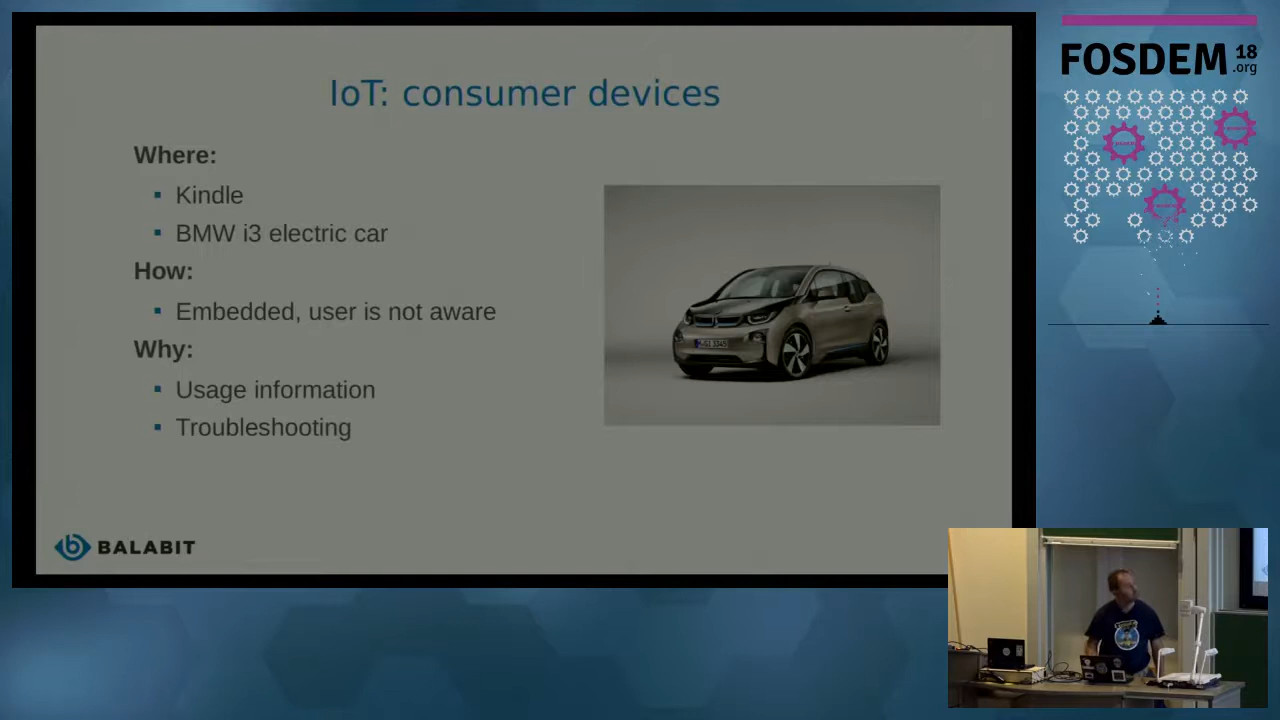 IoT: consumer devices
Where:
Kindle
BMW i3 electric car
How:
Embedded, user is not aware
Why:
Usage information
Troubleshooting
BALABIT
FOSDEM 18
.org